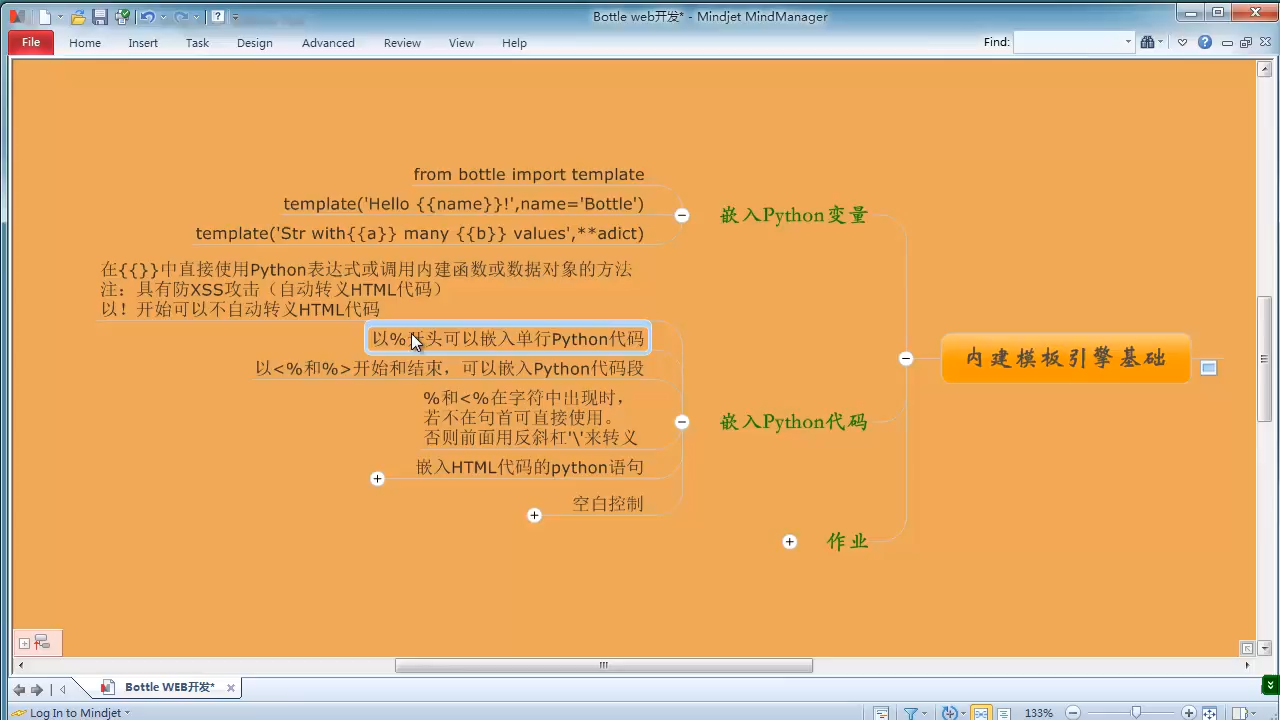 Bottle web开发* - Mindjet MindManager
File
Home
Insert
Task
Design
Advanced
Review
View
Help
Find:
from bottle import template
template('Hello {{name}}!',name='Bottle')
template('Str with{{a}} many {{b}} values',**adict)
嵌入Python变量
在{{}}中直接使用Python表达式或调用内建函数或数据对象的方法
注：具有防XSS攻击（自动转义HTML代码）
以！开始可以不自动转义HTML代码
以%开头可以嵌入单行Python代码
以<%和%>开始和结束，可以嵌入Python代码段
%和<%在字符中出现时，
若不在句首可直接使用。
否则前面用反斜杠'\'来转义
嵌入HTML代码的python语句
空白控制
嵌入Python代码
作业
内建模板引擎基础
Bottle WEB开发*
Log In to Mindjet
133%